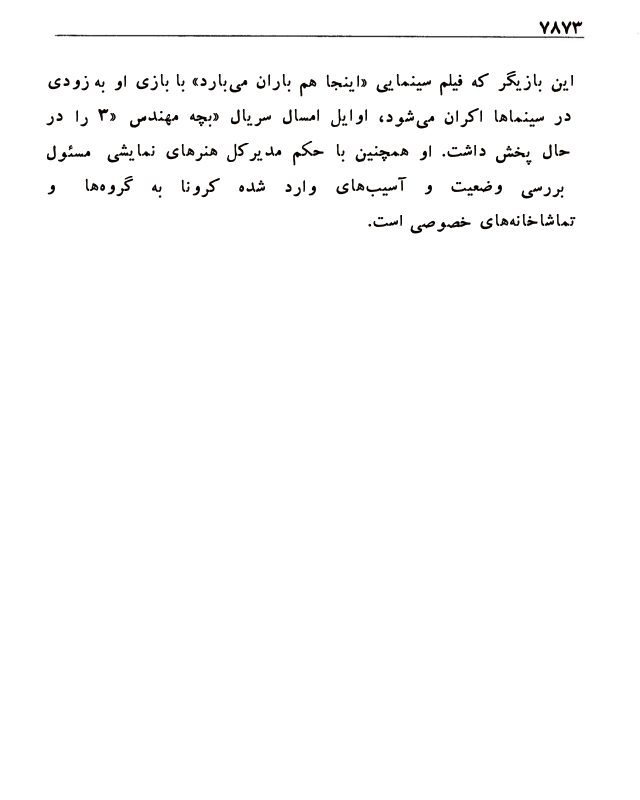 ۷۸۷۳
این بازیگر که فیلم سینمایی «اینجا هم باران می‌بارد» با بازی او به زودی
در سینماها اکران می‌شود، اوایل امسال سریال «بچه مهندس ۳» را در
حال پخش داشت. او همچنین با حکم مدیرکل هنرهای نمایشی مسئول
بررسی وضعیت و آسیب‌های وارد شده کرونا به گروه‌ها و
تماشاخانه‌های خصوصی است.